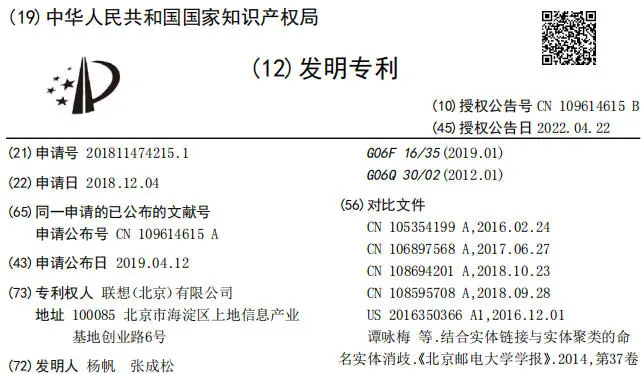 (19)中华人民共和国国家知识产权局
(12)发明专利
(10)授权公告号 CN 109614615 B
(45)授权公告日 2022.04.22
(21)申请号 201811474215.1
(22)申请日 2018.12.04
(65)同一申请的已公布的文献号
申请公布号 CN 109614615 A
(43)申请公布日 2019.04.12
(73)专利权人 联想(北京)有限公司
地址 100085 北京市海淀区上地信息产业
基地创业路6号
(72)发明人 杨帆 张成松
G06F 16/35(2019.01)
G06Q 30/02(2012.01)
(56)对比文件
CN 105354199 A,2016.02.24
CN 106897568 A,2017.06.27
CN 108694201 A,2018.10.23
CN 108595708 A,2018.09.28
US 2016350366 A1,2016.12.01
谭咏梅 等.结合实体链接与实体聚类的命
名实体消歧.《北京邮电大学学报》.2014,第37卷